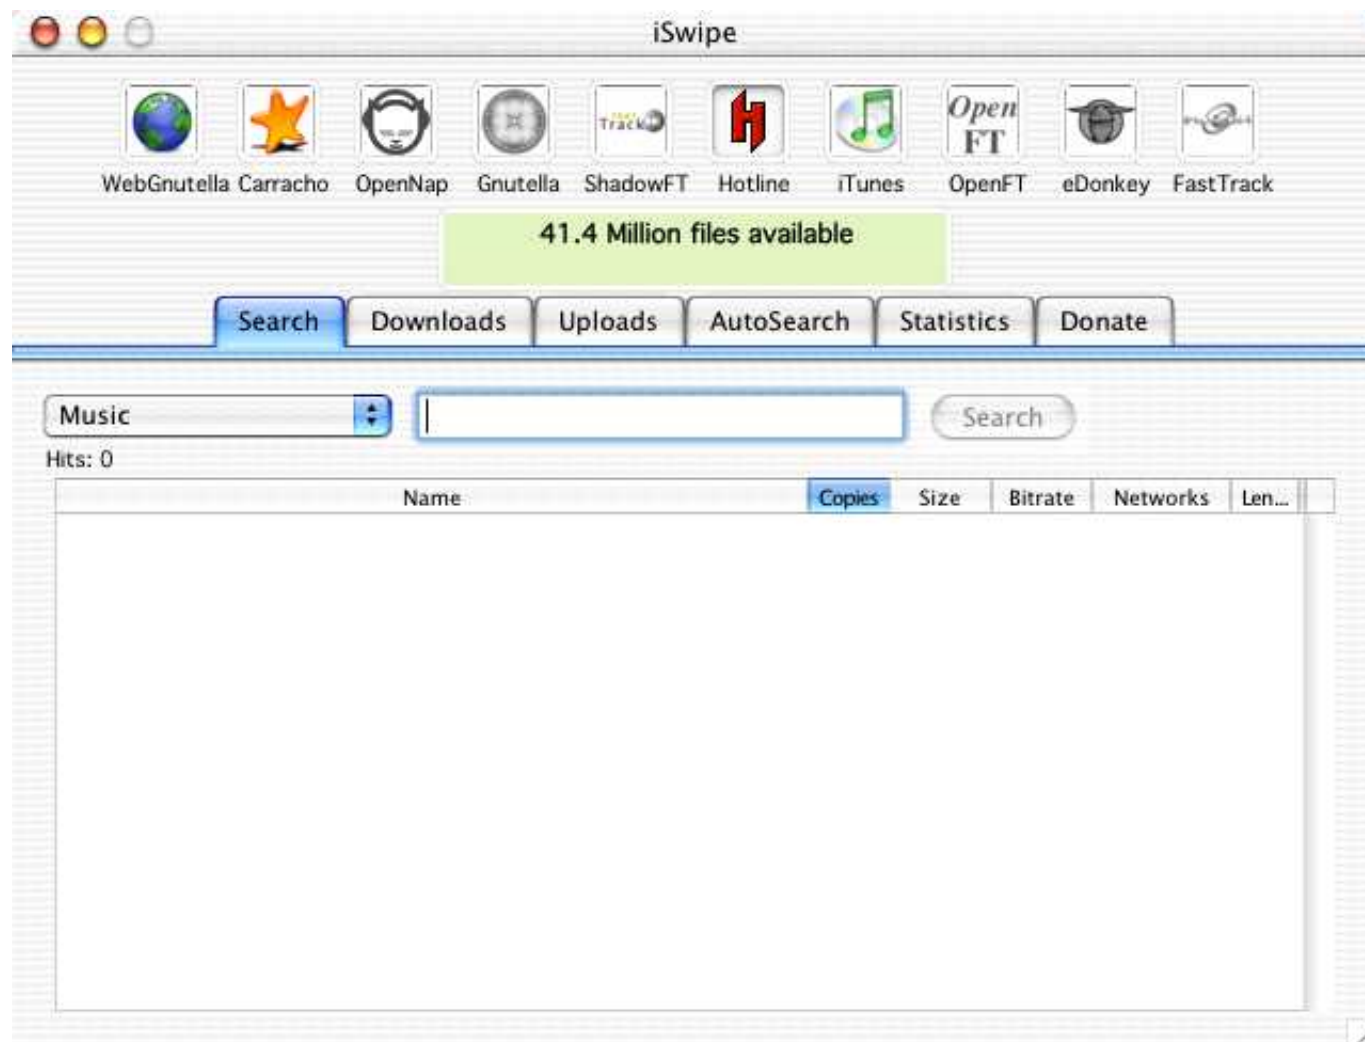 iSwipe
Track
Open
FT
WebGnutella Carracho OpenNap Gnutella ShadowFT Hotline iTunes OpenFT eDonkey FastTrack
41.4 Million files available
Search Downloads Uploads AutoSearch Statistics Donate
Music Search
Hits: 0
Name Copies Size Bitrate Networks Len...